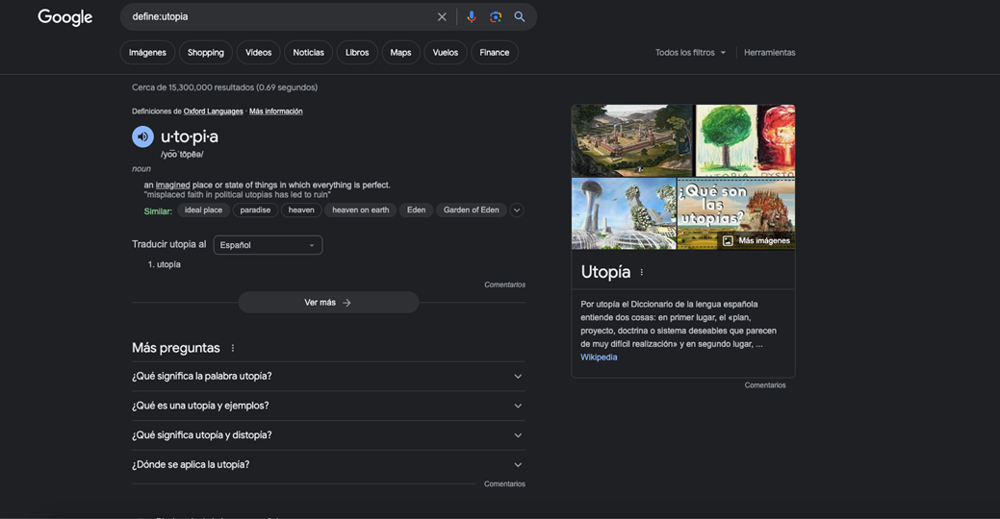 Google
define:utopia
Imágenes
Shopping
Videos
Noticias
Libros
Maps
Vuelos
Finance
Todos los filtros
Herramientas
Cerca de 15,300,000 resultados (0.69 segundos)
Definiciones de Oxford Languages · Más información
u·to·pi·a
/yo͞oˈtōpēə/
noun
an imagined place or state of things in which everything is perfect.
"misplaced faith in political utopias has led to ruin"
Similar:
ideal place
paradise
heaven
heaven on earth
Eden
Garden of Eden
Traducir utopia al
Español
1. utopía
Comentarios
Ver más
Más preguntas
¿Qué significa la palabra utopía?
¿Qué es una utopía y ejemplos?
¿Qué significa utopía y distopía?
¿Dónde se aplica la utopía?
Comentarios
UTOPIA
¿Qué son
las
utopías?
Más imágenes
Utopía
Por utopía el Diccionario de la lengua española
entiende dos cosas: en primer lugar, el «plan,
proyecto, doctrina o sistema deseables que parecen
de muy difícil realización» y en segundo lugar, ...
Wikipedia
Comentarios